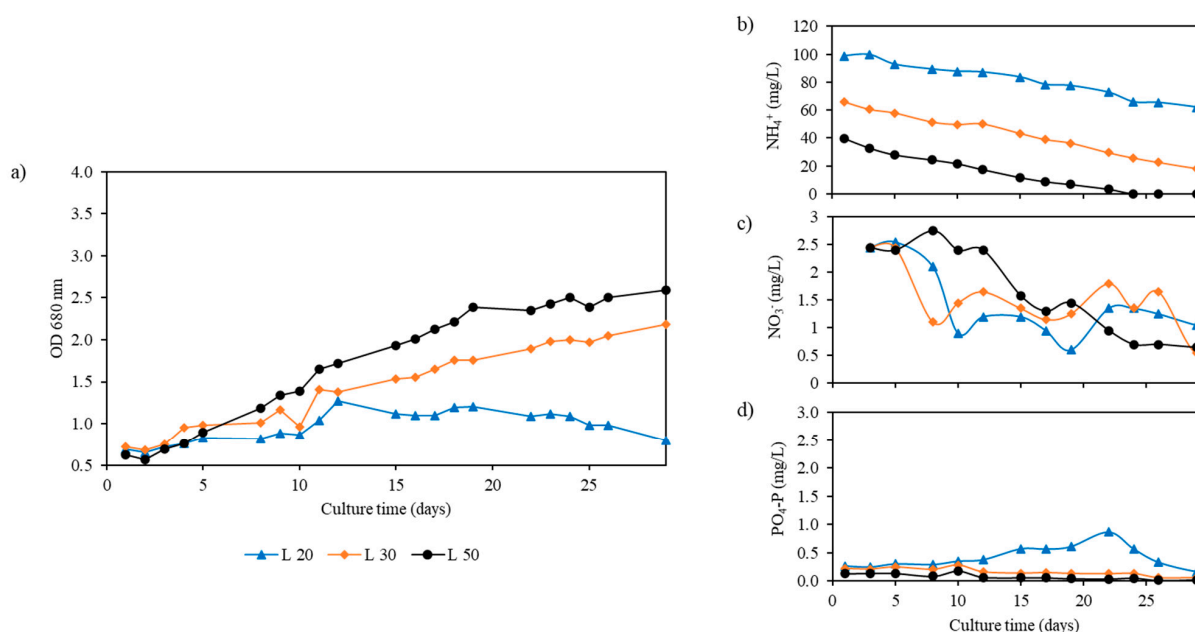 a)
OD 680 nm
4.0
3.5
3.0
2.5
2.0
1.5
1.0
0.5
0 5 10 15 20 25
Culture time (days)
L 20 L 30 L 50
b)
NH₄⁺ (mg/L)
120
100
80
60
40
20
0
c)
NO₃⁻ (mg/L)
3
2.5
2
1.5
1
0.5
0
d)
PO₄-P (mg/L)
3.0
2.5
2.0
1.5
1.0
0.5
0.0
0 5 10 15 20 25
Culture time (days)